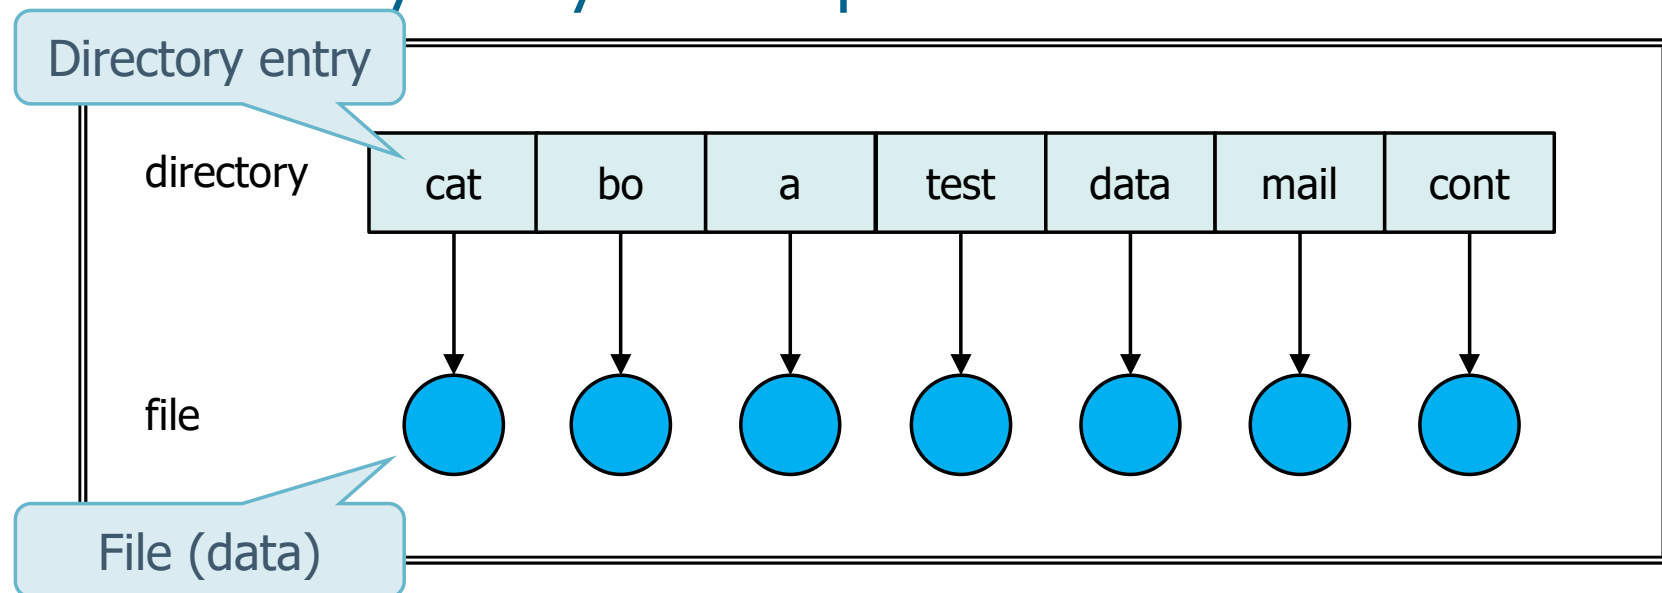 Directory entry
directory
cat bo a test data mail cont
file
File (data)